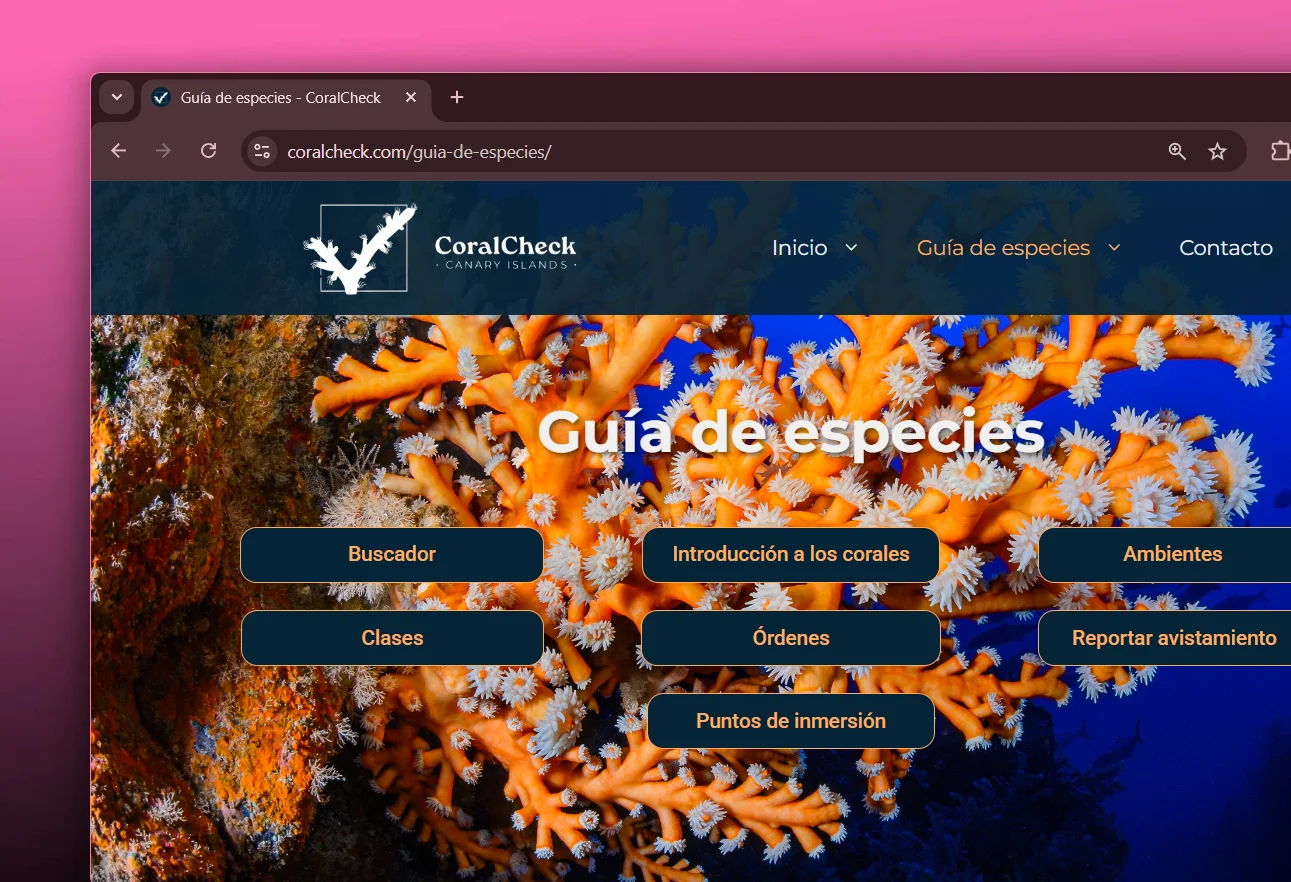 Guía de especies - CoralCheck
coralcheck.com/guia-de-especies/
CoralCheck
· CANARY ISLANDS ·
Inicio
Guía de especies
Contacto
Guía de especies
Buscador
Introducción a los corales
Ambientes
Clases
Órdenes
Reportar avistamiento
Puntos de inmersión